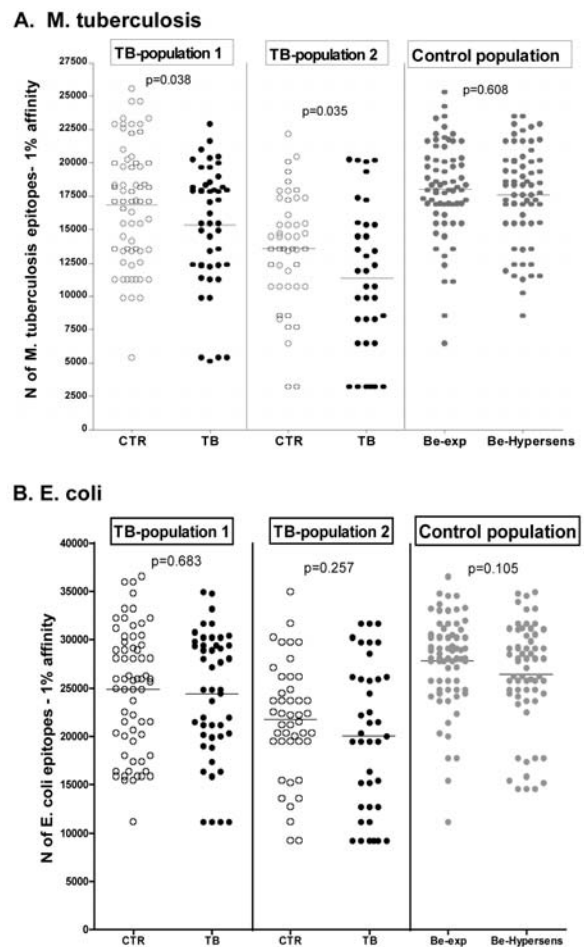 A. M. tuberculosis
TB-population 1
TB-population 2
Control population
p=0.038
p=0.035
p=0.608
N of M. tuberculosis epitopes- 1% affinity
27500
25000
22500
20000
17500
15000
12500
10000
7500
5000
2500
0
CTR
TB
CTR
TB
Be-exp
Be-Hypersens
B. E. coli
TB-population 1
TB-population 2
Control population
p=0.683
p=0.257
p=0.105
N of E. coli epitopes - 1% affinity
40000
35000
30000
25000
20000
15000
10000
5000
0
CTR
TB
CTR
TB
Be-exp
Be-Hypersens